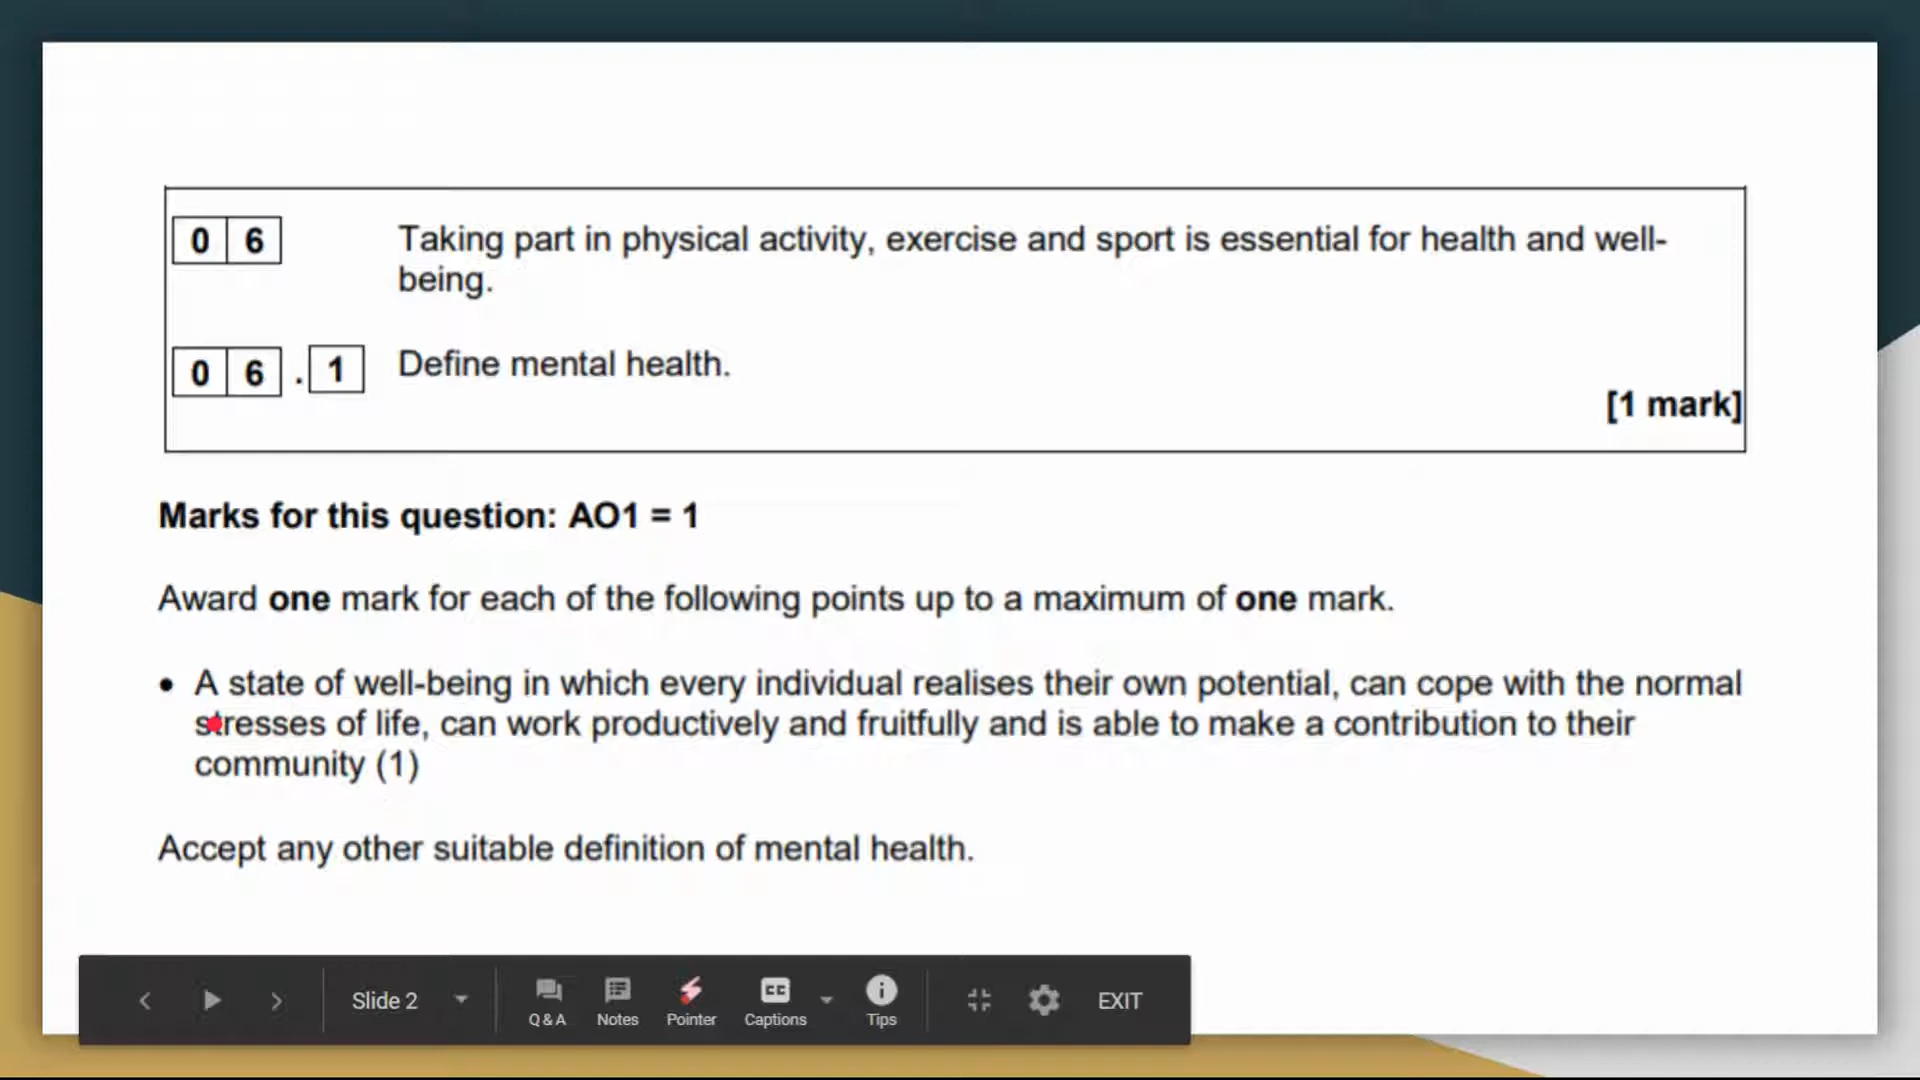 0 6 Taking part in physical activity, exercise and sport is essential for health and well-
being.
0 6 . 1 Define mental health.
[1 mark]
Marks for this question: AO1 = 1
Award one mark for each of the following points up to a maximum of one mark.
• A state of well-being in which every individual realises their own potential, can cope with the normal
stresses of life, can work productively and fruitfully and is able to make a contribution to their
community (1)
Accept any other suitable definition of mental health.
Slide 2 Q&A Notes Pointer CC Captions Tips EXIT